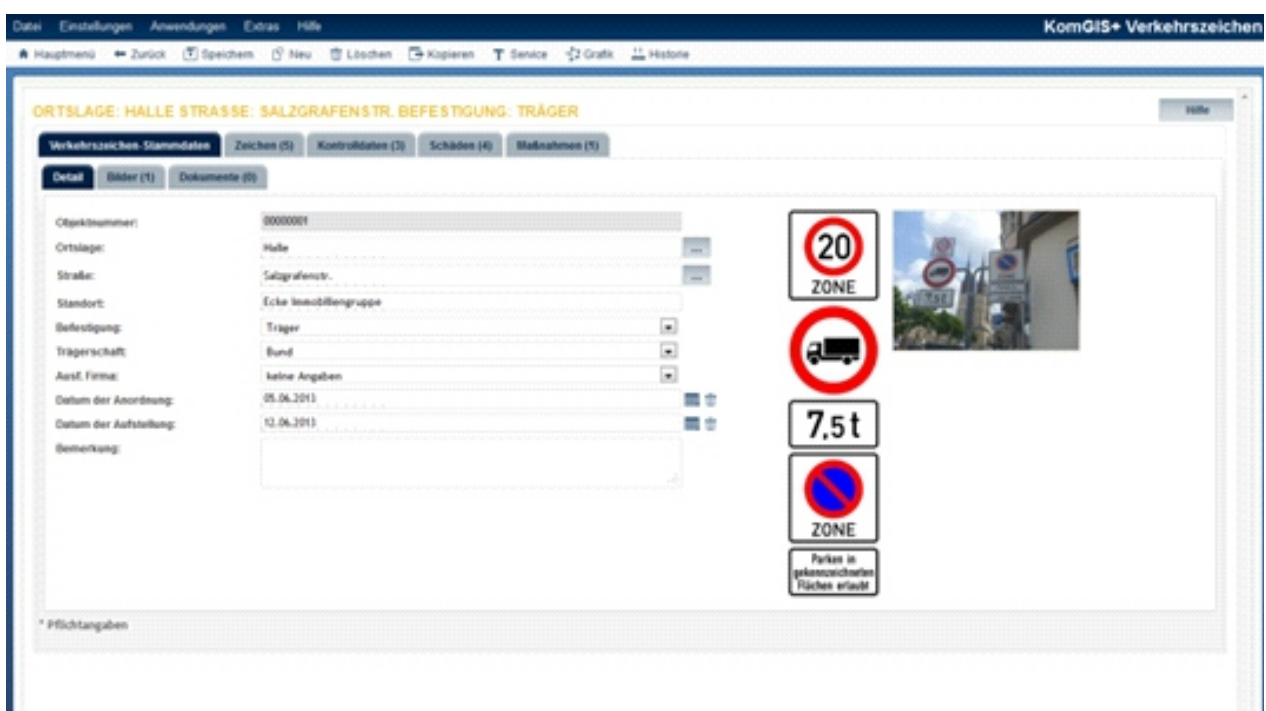 Datei Einstellungen Anwendungen Extras Hilfe KomGIS+ Verkehrszeichen
Hauptmenü Zurück Speichern Neu Löschen Kopieren Service Grafik Historie
ORTSLAGE: HALLE STRASSE: SALZGRAFENSTR. BEFESTIGUNG: TRÄGER Hilfe
Verkehrszeichen-Stammdaten Zeichen (5) Kontrolldaten (3) Schäden (4) Maßnahmen (1)
Detail Bilder (1) Dokumente (0)
Objektnummer: 00000001
Ortslage: Halle ...
Straße: Salzgrafenstr. ...
Standort: Ecke Immobiliengruppe
Befestigung: Träger
Trägerschaft: Bund
Ausf. Firma: keine Angaben
Datum der Anordnung: 05.06.2013
Datum der Aufstellung: 12.06.2013
Bemerkung:
20
ZONE
7,5 t
ZONE
Parken in
gekennzeichneten
Flächen erlaubt
7,5t
* Pflichtangaben